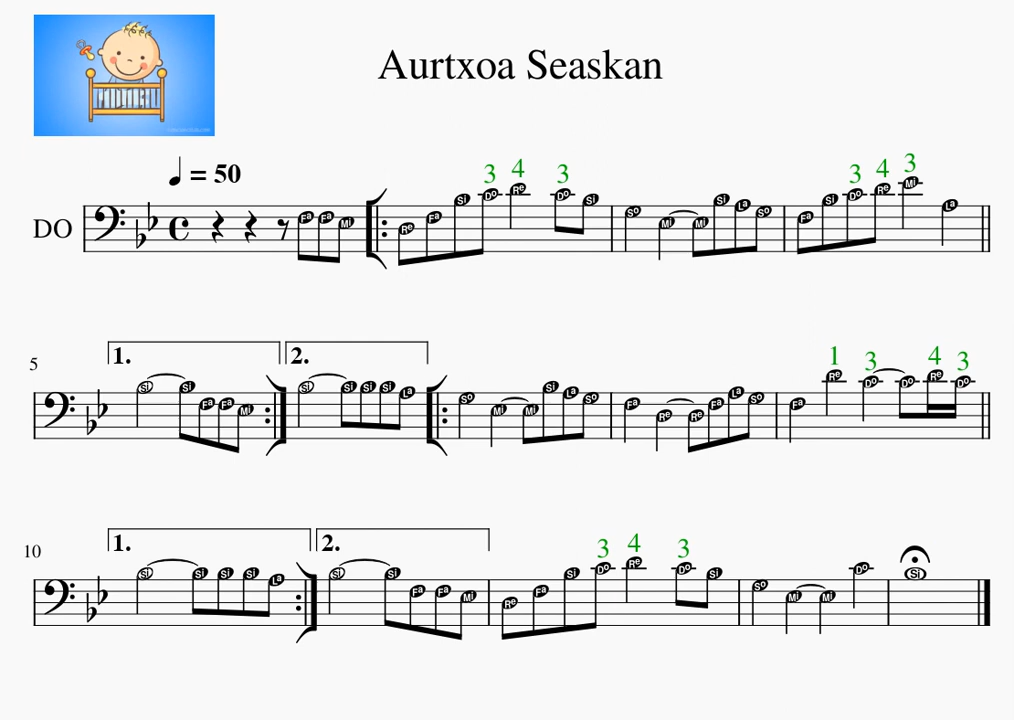 Aurtxoa Seaskan
♩ = 50
3 4 3 3 4 3
DO
Fa Fa Mi Re Fa Si Do Re Do Si So Mi Mi Si La So Fa Si Do Re Mi La
5 1. 2. 1 3 4 3
Si Si Fa Fa Mi Si Si Si Si La So Mi Mi Si La So Fa Re Re Fa La So Fa Re Do Do Re Do
10 1. 2. 3 4 3
Si Si Si Si La Si Si Fa Fa Mi Re Fa Si Do Re Do Si So Mi Mi Do Si